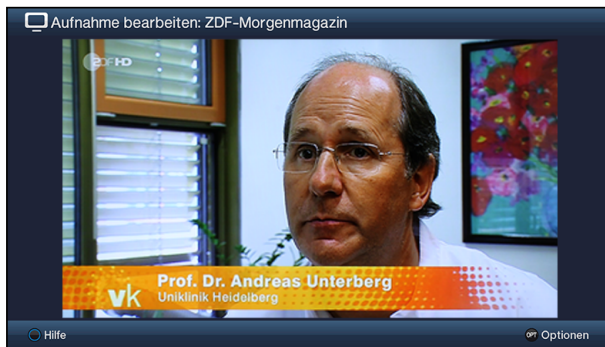 Aufnahme bearbeiten: ZDF-Morgenmagazin
ZDF HD
Prof. Dr. Andreas Unterberg
Uniklinik Heidelberg
vk
Hilfe
OPT Optionen